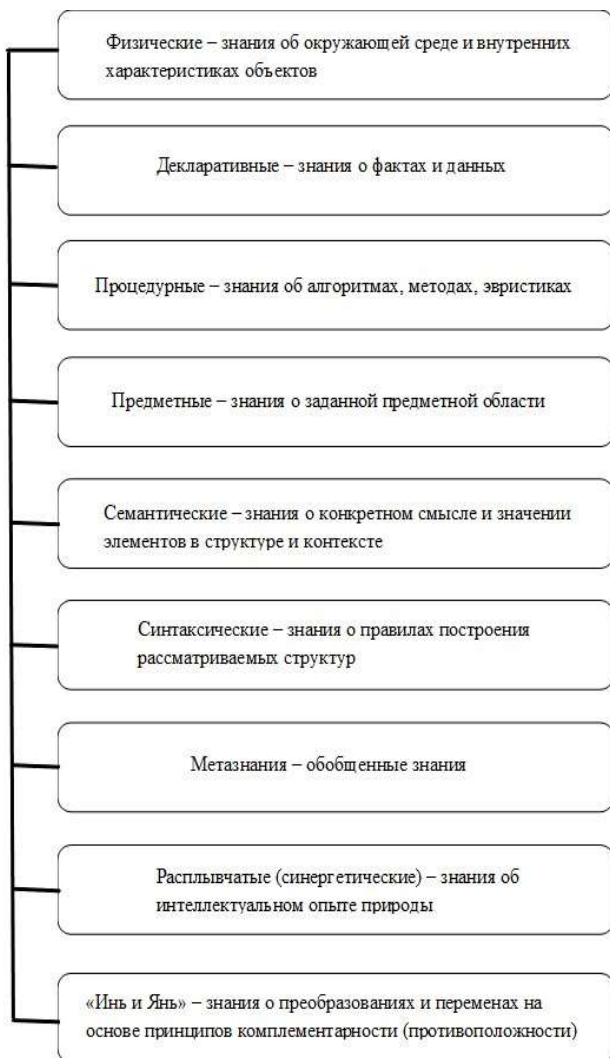 Физические – знания об окружающей среде и внутренних
характеристиках объектов
Декларативные – знания о фактах и данных
Процедурные – знания об алгоритмах, методах, эвристиках
Предметные – знания о заданной предметной области
Семантические – знания о конкретном смысле и значении
элементов в структуре и контексте
Синтаксические – знания о правилах построения
рассматриваемых структур
Метазнания – обобщенные знания
Расплывчатые (синергетические) – знания об
интеллектуальном опыте природы
«Инь и Янь» – знания о преобразованиях и переменах на
основе принципов комплементарности (противоположности)